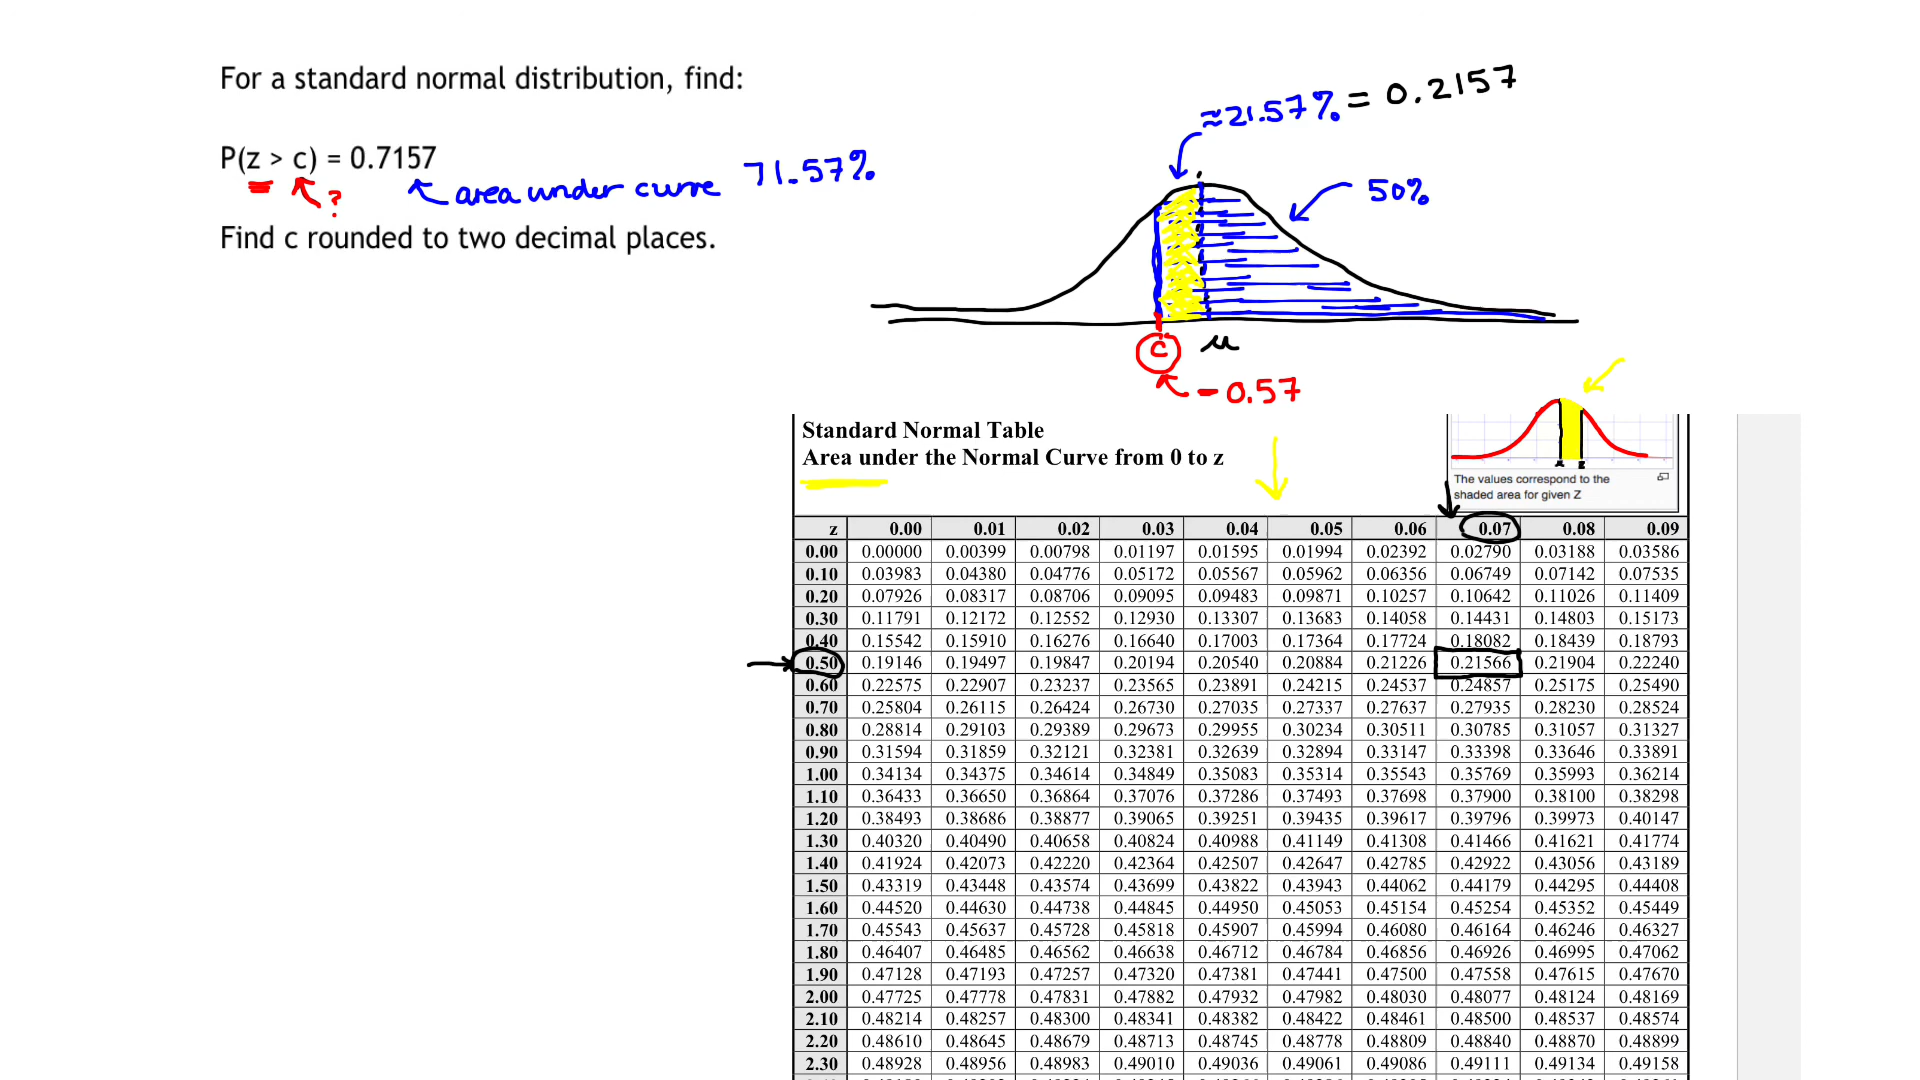 For a standard normal distribution, find:
≈21.57% = 0.2157
P(z > c) = 0.7157
? area under curve 71.57%
50%
Find c rounded to two decimal places.
c μ
-0.57
Standard Normal Table
Area under the Normal Curve from 0 to z
The values correspond to the
shaded area for given Z
z 0.00 0.01 0.02 0.03 0.04 0.05 0.06 0.07 0.08 0.09
0.00 0.00000 0.00399 0.00798 0.01197 0.01595 0.01994 0.02392 0.02790 0.03188 0.03586
0.10 0.03983 0.04380 0.04776 0.05172 0.05567 0.05962 0.06356 0.06749 0.07142 0.07535
0.20 0.07926 0.08317 0.08706 0.09095 0.09483 0.09871 0.10257 0.10642 0.11026 0.11409
0.30 0.11791 0.12172 0.12552 0.12930 0.13307 0.13683 0.14058 0.14431 0.14803 0.15173
0.40 0.15542 0.15910 0.16276 0.16640 0.17003 0.17364 0.17724 0.18082 0.18439 0.18793
0.50 0.19146 0.19497 0.19847 0.20194 0.20540 0.20884 0.21226 0.21566 0.21904 0.22240
0.60 0.22575 0.22907 0.23237 0.23565 0.23891 0.24215 0.24537 0.24857 0.25175 0.25490
0.70 0.25804 0.26115 0.26424 0.26730 0.27035 0.27337 0.27637 0.27935 0.28230 0.28524
0.80 0.28814 0.29103 0.29389 0.29673 0.29955 0.30234 0.30511 0.30785 0.31057 0.31327
0.90 0.31594 0.31859 0.32121 0.32381 0.32639 0.32894 0.33147 0.33398 0.33646 0.33891
1.00 0.34134 0.34375 0.34614 0.34849 0.35083 0.35314 0.35543 0.35769 0.35993 0.36214
1.10 0.36433 0.36650 0.36864 0.37076 0.37286 0.37493 0.37698 0.37900 0.38100 0.38298
1.20 0.38493 0.38686 0.38877 0.39065 0.39251 0.39435 0.39617 0.39796 0.39973 0.40147
1.30 0.40320 0.40490 0.40658 0.40824 0.40988 0.41149 0.41308 0.41466 0.41621 0.41774
1.40 0.41924 0.42073 0.42220 0.42364 0.42507 0.42647 0.42785 0.42922 0.43056 0.43189
1.50 0.43319 0.43448 0.43574 0.43699 0.43822 0.43943 0.44062 0.44179 0.44295 0.44408
1.60 0.44520 0.44630 0.44738 0.44845 0.44950 0.45053 0.45154 0.45254 0.45352 0.45449
1.70 0.45543 0.45637 0.45728 0.45818 0.45907 0.45994 0.46080 0.46164 0.46246 0.46327
1.80 0.46407 0.46485 0.46562 0.46638 0.46712 0.46784 0.46856 0.46926 0.46995 0.47062
1.90 0.47128 0.47193 0.47257 0.47320 0.47381 0.47441 0.47500 0.47558 0.47615 0.47670
2.00 0.47725 0.47778 0.47831 0.47882 0.47932 0.47982 0.48030 0.48077 0.48124 0.48169
2.10 0.48214 0.48257 0.48300 0.48341 0.48382 0.48422 0.48461 0.48500 0.48537 0.48574
2.20 0.48610 0.48645 0.48679 0.48713 0.48745 0.48778 0.48809 0.48840 0.48870 0.48899
2.30 0.48928 0.48956 0.48983 0.49010 0.49036 0.49061 0.49086 0.49111 0.49134 0.49158